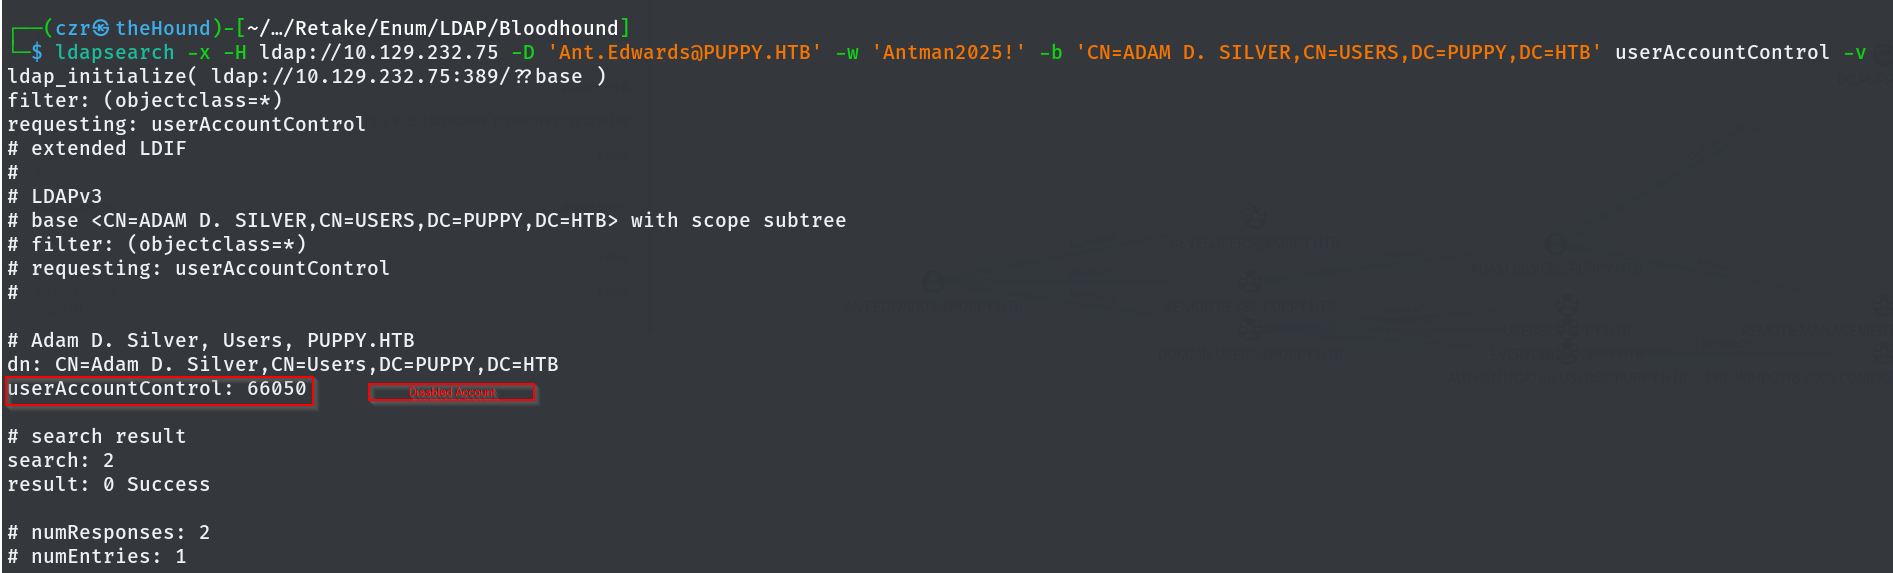 ┌──(czr㉿theHound)-[~/…/Retake/Enum/LDAP/Bloodhound]
└─$ ldapsearch -x -H ldap://10.129.232.75 -D 'Ant.Edwards@PUPPY.HTB' -w 'Antman2025!' -b 'CN=ADAM D. SILVER,CN=USERS,DC=PUPPY,DC=HTB' userAccountControl -v
ldap_initialize( ldap://10.129.232.75:389/??base )
filter: (objectclass=*)
requesting: userAccountControl
# extended LDIF
#
# LDAPv3
# base <CN=ADAM D. SILVER,CN=USERS,DC=PUPPY,DC=HTB> with scope subtree
# filter: (objectclass=*)
# requesting: userAccountControl
#
# Adam D. Silver, Users, PUPPY.HTB
dn: CN=Adam D. Silver,CN=Users,DC=PUPPY,DC=HTB
userAccountControl: 66050 Disabled Account
# search result
search: 2
result: 0 Success
# numResponses: 2
# numEntries: 1